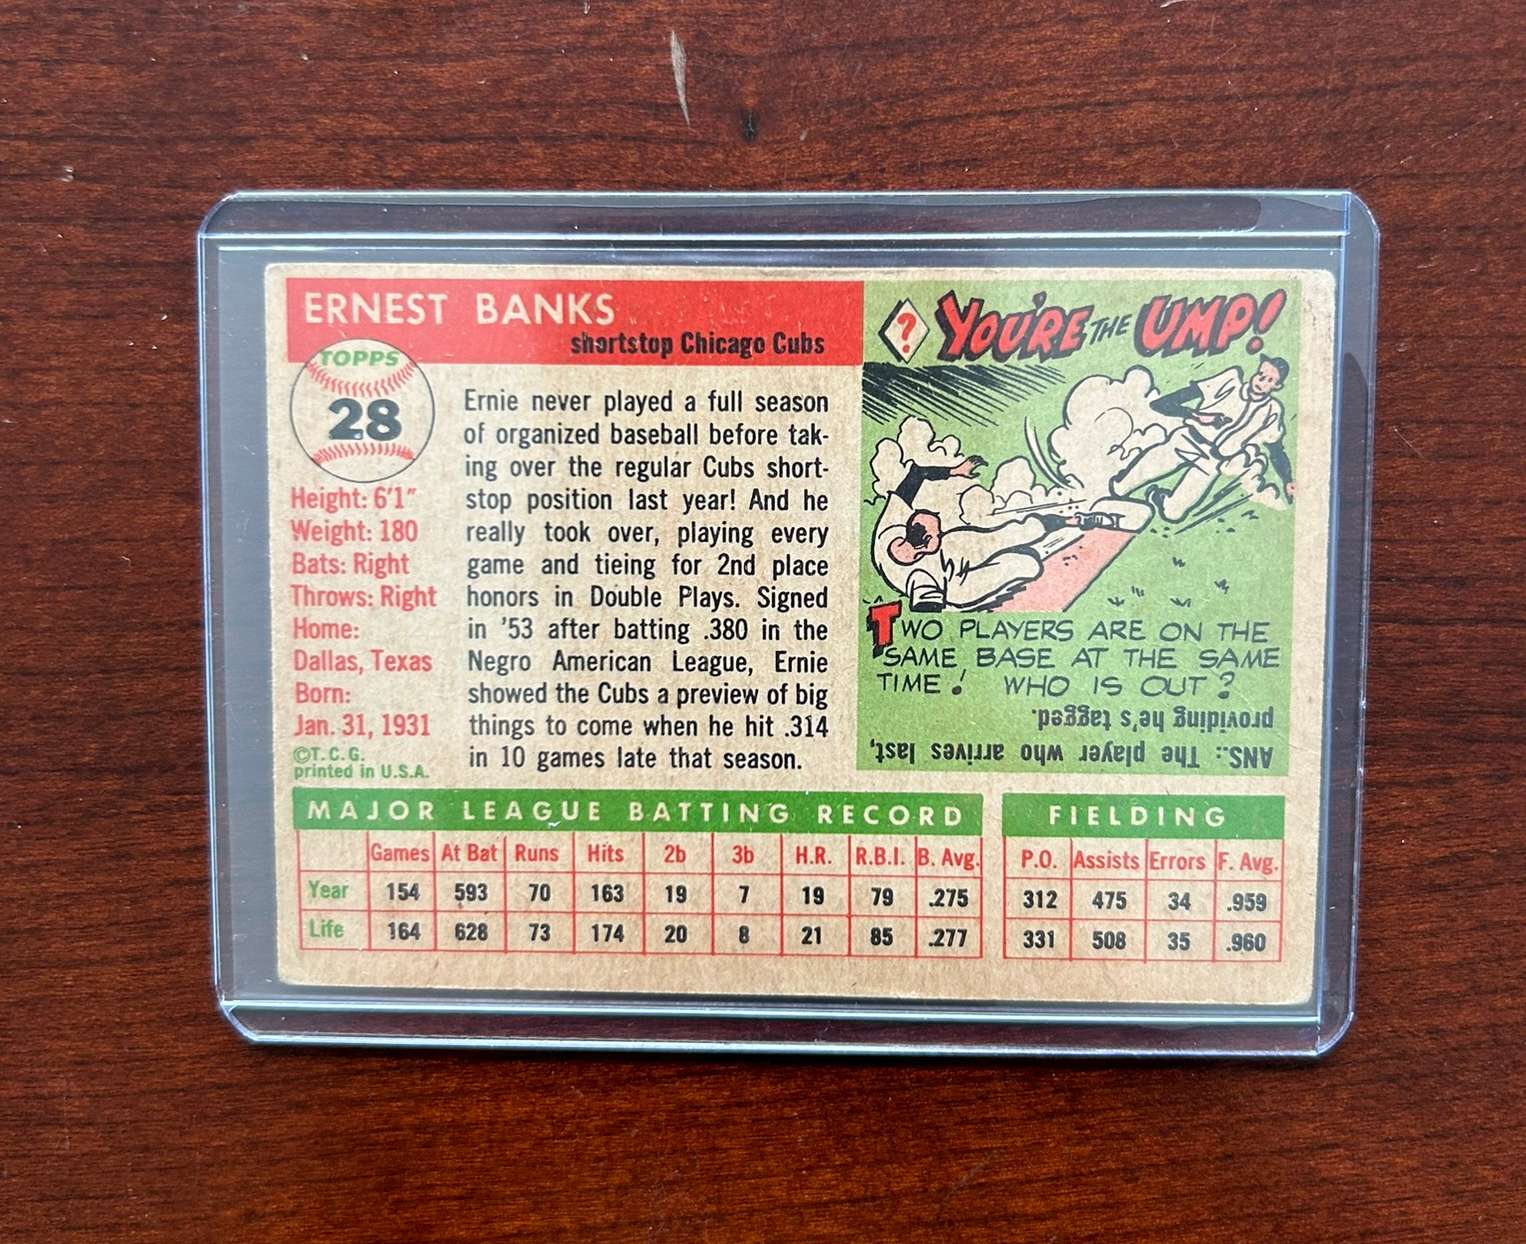 ERNEST BANKS
shortstop Chicago Cubs
TOPPS
28
Height: 6'1"
Weight: 180
Bats: Right
Throws: Right
Home:
Dallas, Texas
Born:
Jan. 31, 1931
©T.C.G.
printed in U.S.A.
Ernie never played a full season
of organized baseball before tak-
ing over the regular Cubs short-
stop position last year! And he
really took over, playing every
game and tieing for 2nd place
honors in Double Plays. Signed
in '53 after batting .380 in the
Negro American League, Ernie
showed the Cubs a preview of big
things to come when he hit .314
in 10 games late that season.
? YOU'RE THE UMP!
TWO PLAYERS ARE ON THE
SAME BASE AT THE SAME
TIME! WHO IS OUT?
ANS.: The player who arrives last,
providing he's tagged.
MAJOR LEAGUE BATTING RECORD
Games At Bat Runs Hits 2b 3b H.R. R.B.I. B. Avg.
Year 154 593 70 163 19 7 19 79 .275
Life 164 628 73 174 20 8 21 85 .277
FIELDING
P.O. Assists Errors F. Avg.
312 475 34 .959
331 508 35 .960